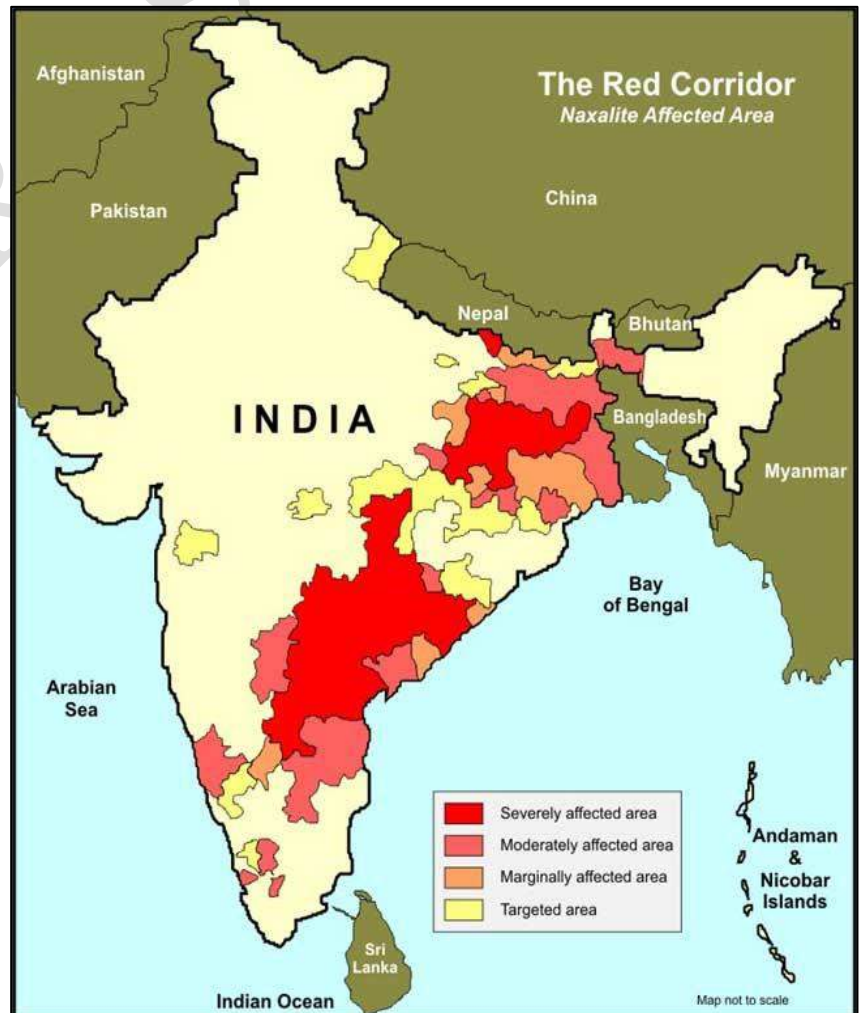 The Red Corridor
Naxalite Affected Area
Afghanistan
China
Pakistan
Nepal
Bhutan
INDIA
Bangladesh
Myanmar
Bay
of Bengal
Arabian
Sea
Severely affected area
Moderately affected area
Marginally affected area
Targeted area
Andaman
&
Nicobar
Islands
Sri
Lanka
Indian Ocean
Map not to scale